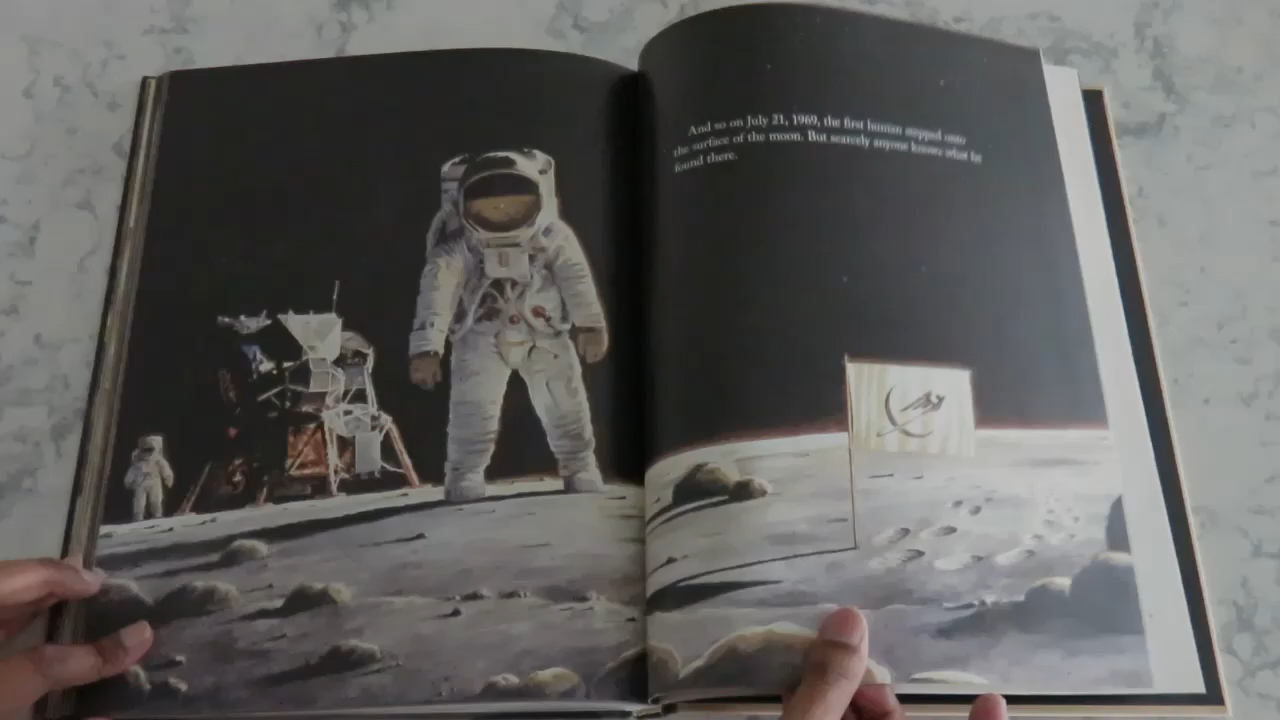 And so on July 21, 1969, the first human stepped onto
the surface of the moon. But scarcely anyone knows what he
found there.